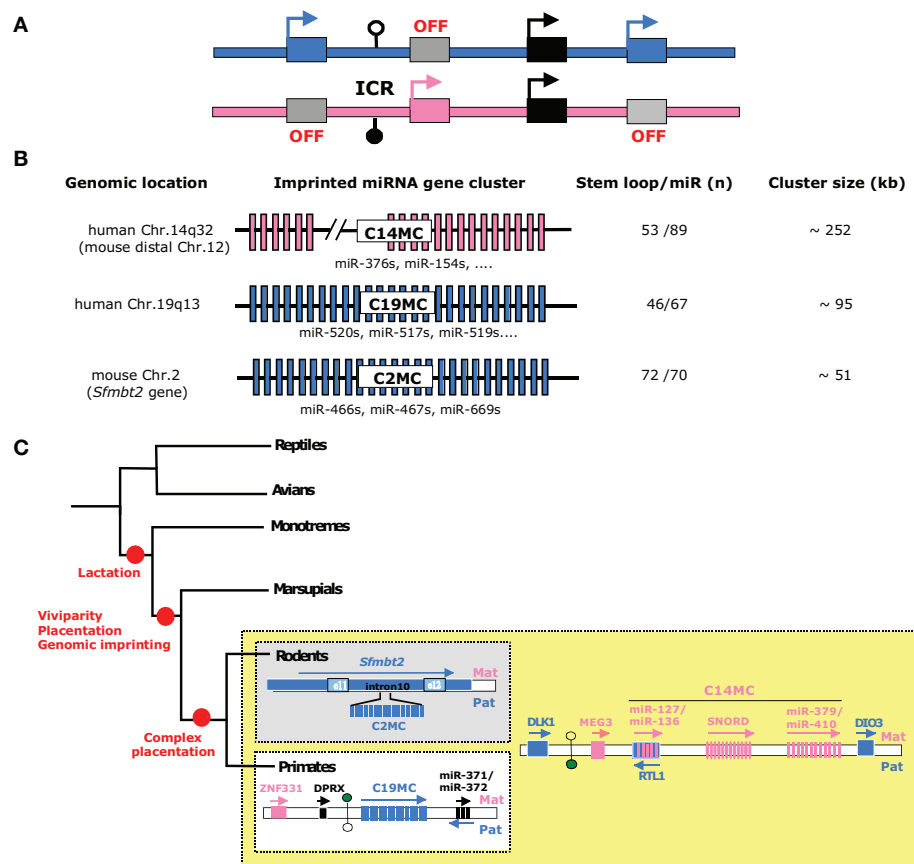 A
OFF
ICR
OFF
OFF
B
Genomic location
Imprinted miRNA gene cluster
Stem loop/miR (n)
Cluster size (kb)
human Chr.14q32
(mouse distal Chr.12)
C14MC
miR-376s, miR-154s, ....
53 /89
~ 252
human Chr.19q13
C19MC
miR-520s, miR-517s, miR-519s....
46/67
~ 95
mouse Chr.2
(Sfmbt2 gene)
C2MC
miR-466s, miR-467s, miR-669s
72 /70
~ 51
C
Reptiles
Avians
Monotremes
Lactation
Marsupials
Viviparity
Placentation
Genomic imprinting
Rodents
Sfmbt2
Mat
intron10
Pat
C2MC
C14MC
miR-127/
miR-136
SNORD
miR-379/
miR-410
DLK1
MEG3
DIO3
Mat
Pat
RTL1
Complex
placentation
Primates
miR-371/
miR-372
ZNF331
DPRX
C19MC
Mat
Pat